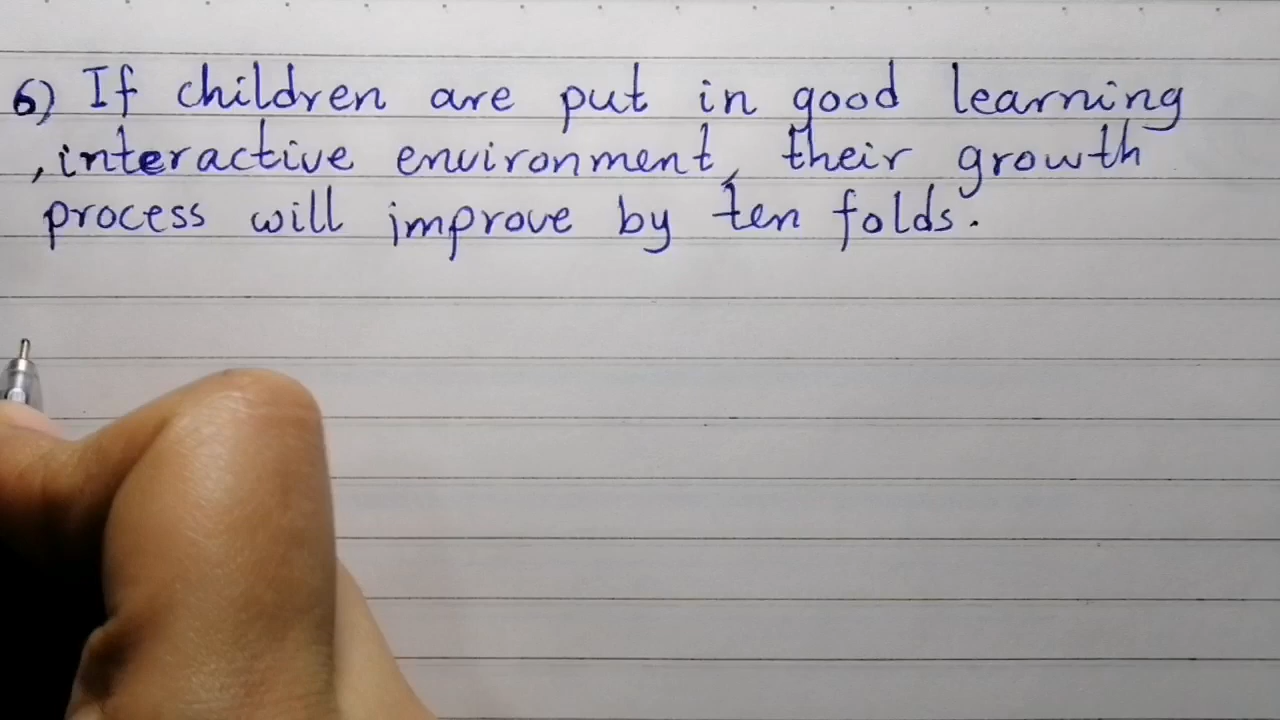 6) If children are put in good learning
, interactive environment, their growth
process will improve by ten folds.